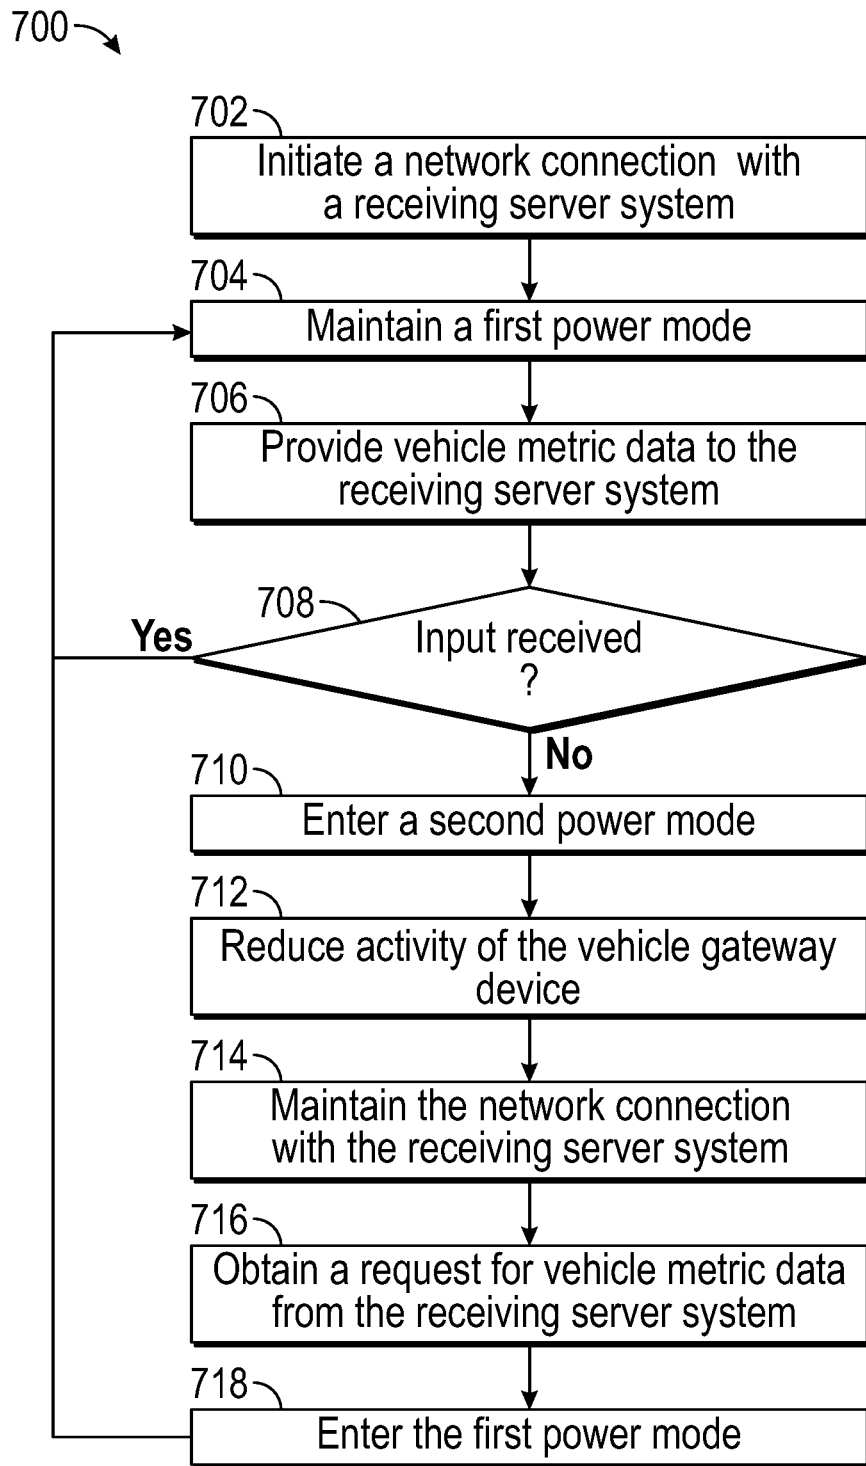 700
702
Initiate a network connection with
a receiving server system
704
Maintain a first power mode
706
Provide vehicle metric data to the
receiving server system
708
Yes
Input received
?
No
710
Enter a second power mode
712
Reduce activity of the vehicle gateway
device
714
Maintain the network connection
with the receiving server system
716
Obtain a request for vehicle metric data
from the receiving server system
718
Enter the first power mode